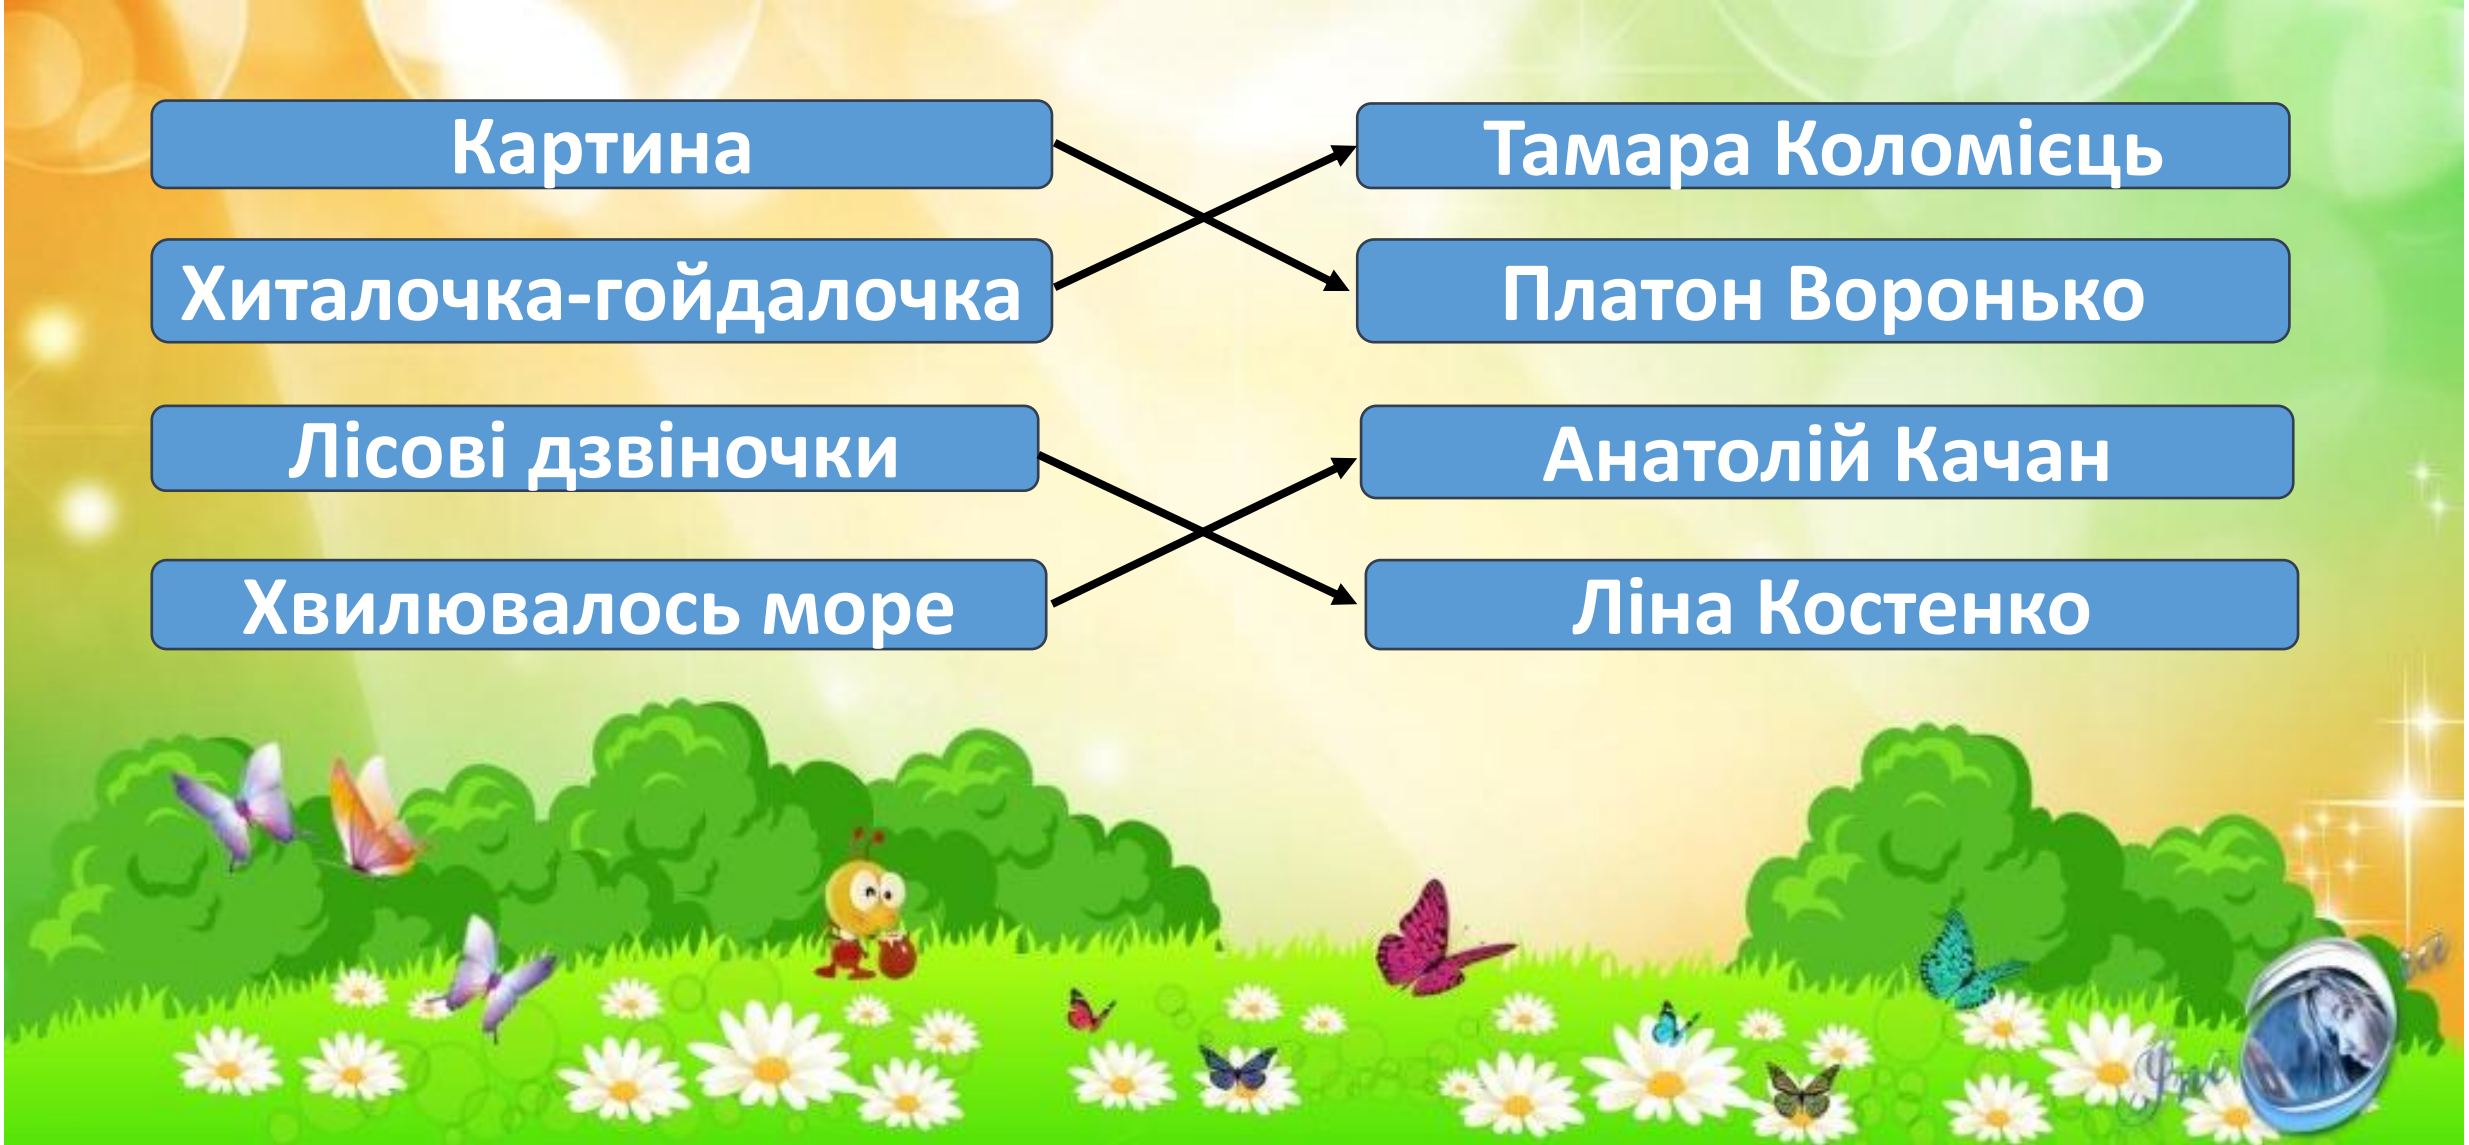 Картина
Тамара Коломієць
Хиталочка-гойдалочка
Платон Воронько
Лісові дзвіночки
Анатолій Качан
Хвилювалось море
Ліна Костенко